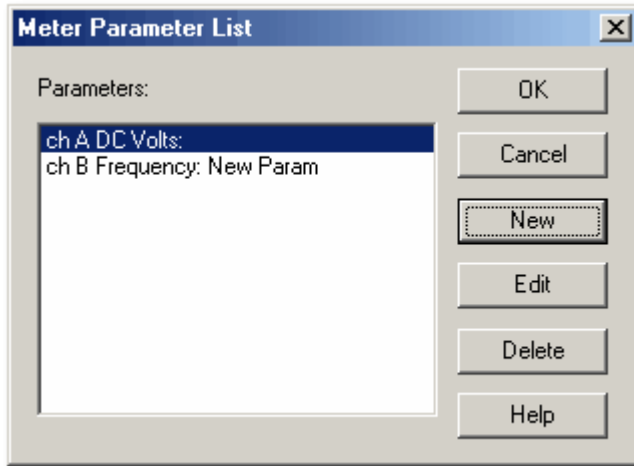 Meter Parameter List
Parameters:
ch A DC Volts:
ch B Frequency: New Param
OK
Cancel
New
Edit
Delete
Help